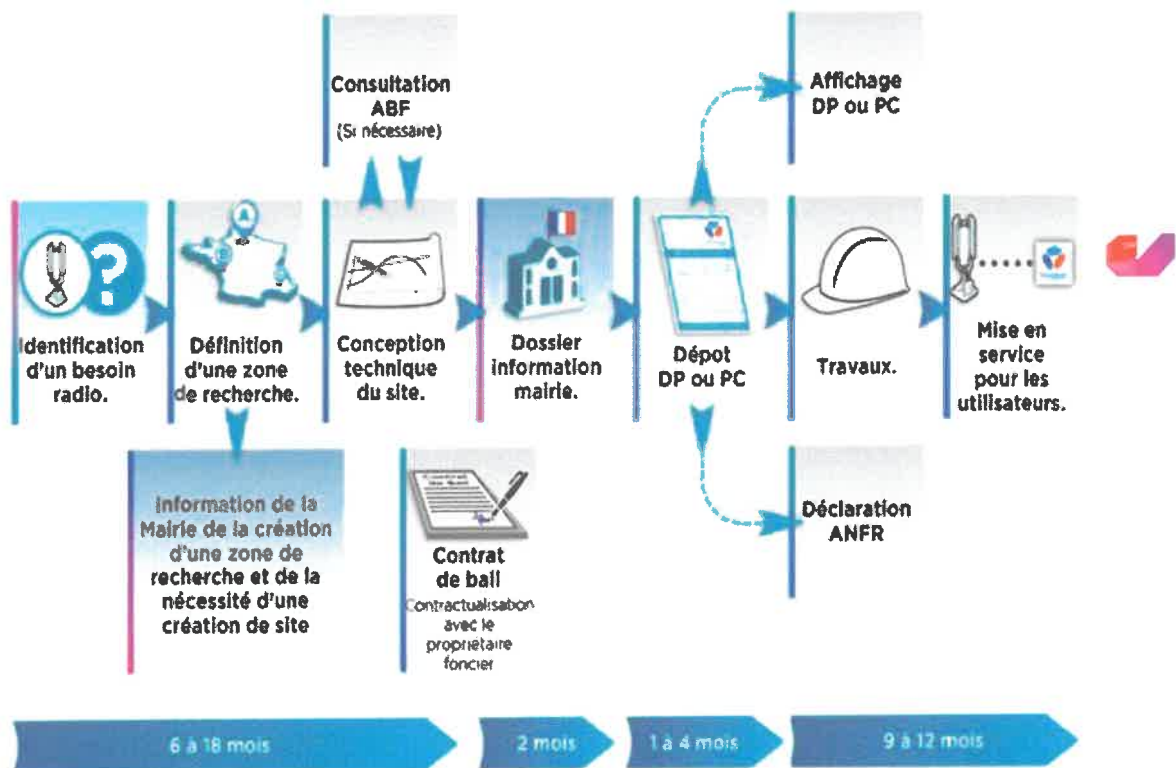 Consultation
ABF
(Si nécessaire)
Affichage
DP ou PC
A
Identification
d'un besoin
radio.
Définition
d'une zone
de recherche.
Conception
technique
du site.
Dossier
information
mairie.
Dépot
DP ou PC
Travaux.
Mise en
service
pour les
utilisateurs.
Information de la
Mairie de la création
d'une zone de
recherche et de la
nécessité d'une
création de site
Contrat
de bail
Contrat
de bail
Contractualisation
avec le
propriétaire
foncier
Déclaration
ANFR
6 à 18 mois
2 mois
1 à 4 mois
9 à 12 mois